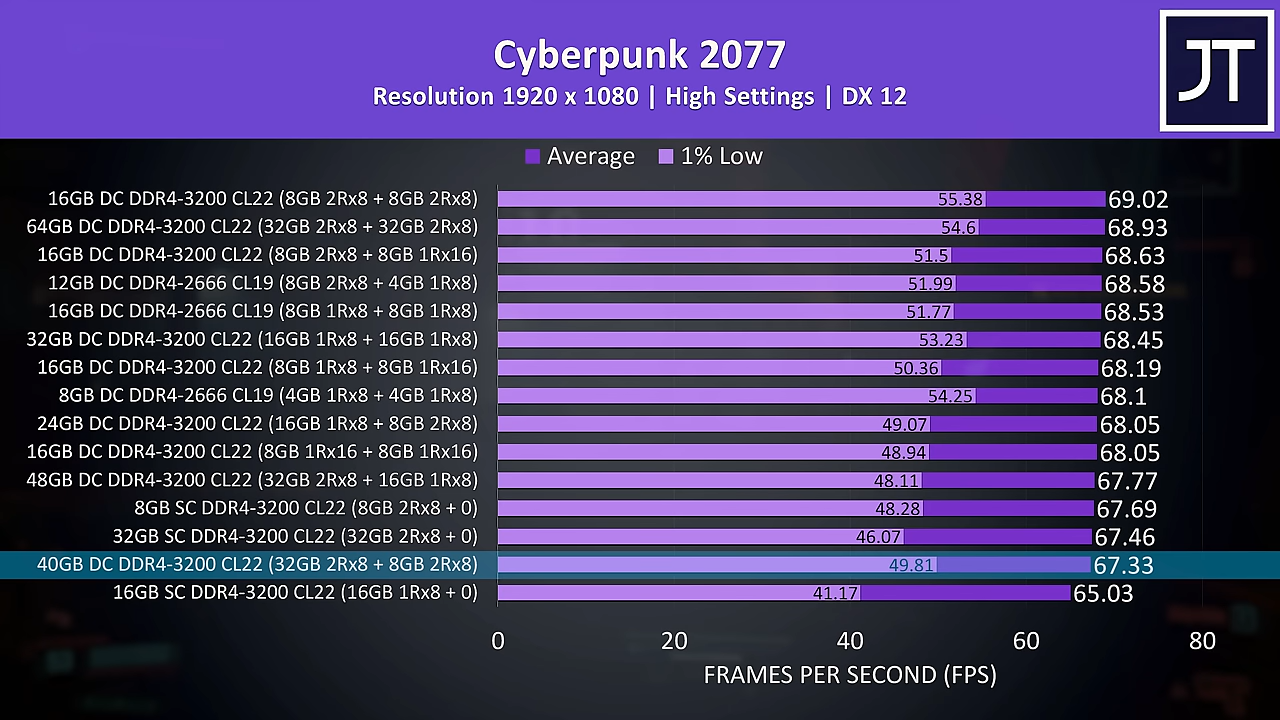 Cyberpunk 2077
JT
Resolution 1920 x 1080 | High Settings | DX 12
Average 1% Low
16GB DC DDR4-3200 CL22 (8GB 2Rx8 + 8GB 2Rx8) 55.38 69.02
64GB DC DDR4-3200 CL22 (32GB 2Rx8 + 32GB 2Rx8) 54.6 68.93
16GB DC DDR4-3200 CL22 (8GB 2Rx8 + 8GB 1Rx16) 51.5 68.63
12GB DC DDR4-2666 CL19 (8GB 2Rx8 + 4GB 1Rx8) 51.99 68.58
16GB DC DDR4-2666 CL19 (8GB 1Rx8 + 8GB 1Rx8) 51.77 68.53
32GB DC DDR4-3200 CL22 (16GB 1Rx8 + 16GB 1Rx8) 53.23 68.45
16GB DC DDR4-3200 CL22 (8GB 1Rx8 + 8GB 1Rx16) 50.36 68.19
8GB DC DDR4-2666 CL19 (4GB 1Rx8 + 4GB 1Rx8) 54.25 68.1
24GB DC DDR4-3200 CL22 (16GB 1Rx8 + 8GB 2Rx8) 49.07 68.05
16GB DC DDR4-3200 CL22 (8GB 1Rx16 + 8GB 1Rx16) 48.94 68.05
48GB DC DDR4-3200 CL22 (32GB 2Rx8 + 16GB 1Rx8) 48.11 67.77
8GB SC DDR4-3200 CL22 (8GB 2Rx8 + 0) 48.28 67.69
32GB SC DDR4-3200 CL22 (32GB 2Rx8 + 0) 46.07 67.46
40GB DC DDR4-3200 CL22 (32GB 2Rx8 + 8GB 2Rx8) 49.81 67.33
16GB SC DDR4-3200 CL22 (16GB 1Rx8 + 0) 41.17 65.03
0 20 40 60 80
FRAMES PER SECOND (FPS)